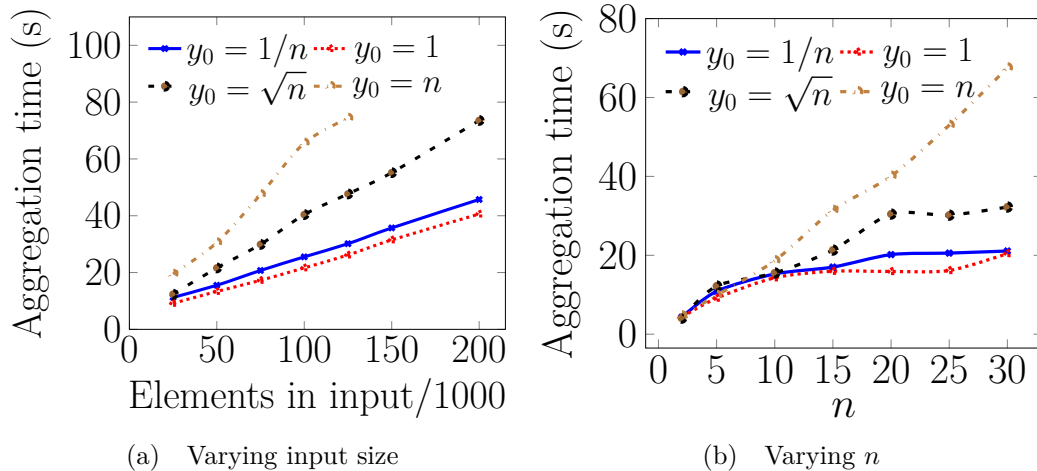 Aggregation time (s)
100
80
60
40
20
0
0 50 100 150 200
Elements in input/1000
y₀ = 1/n y₀ = 1
y₀ = √n y₀ = n
(a) Varying input size
Aggregation time (s)
80
60
40
20
0
0 5 10 15 20 25 30
n
y₀ = 1/n y₀ = 1
y₀ = √n y₀ = n
(b) Varying n